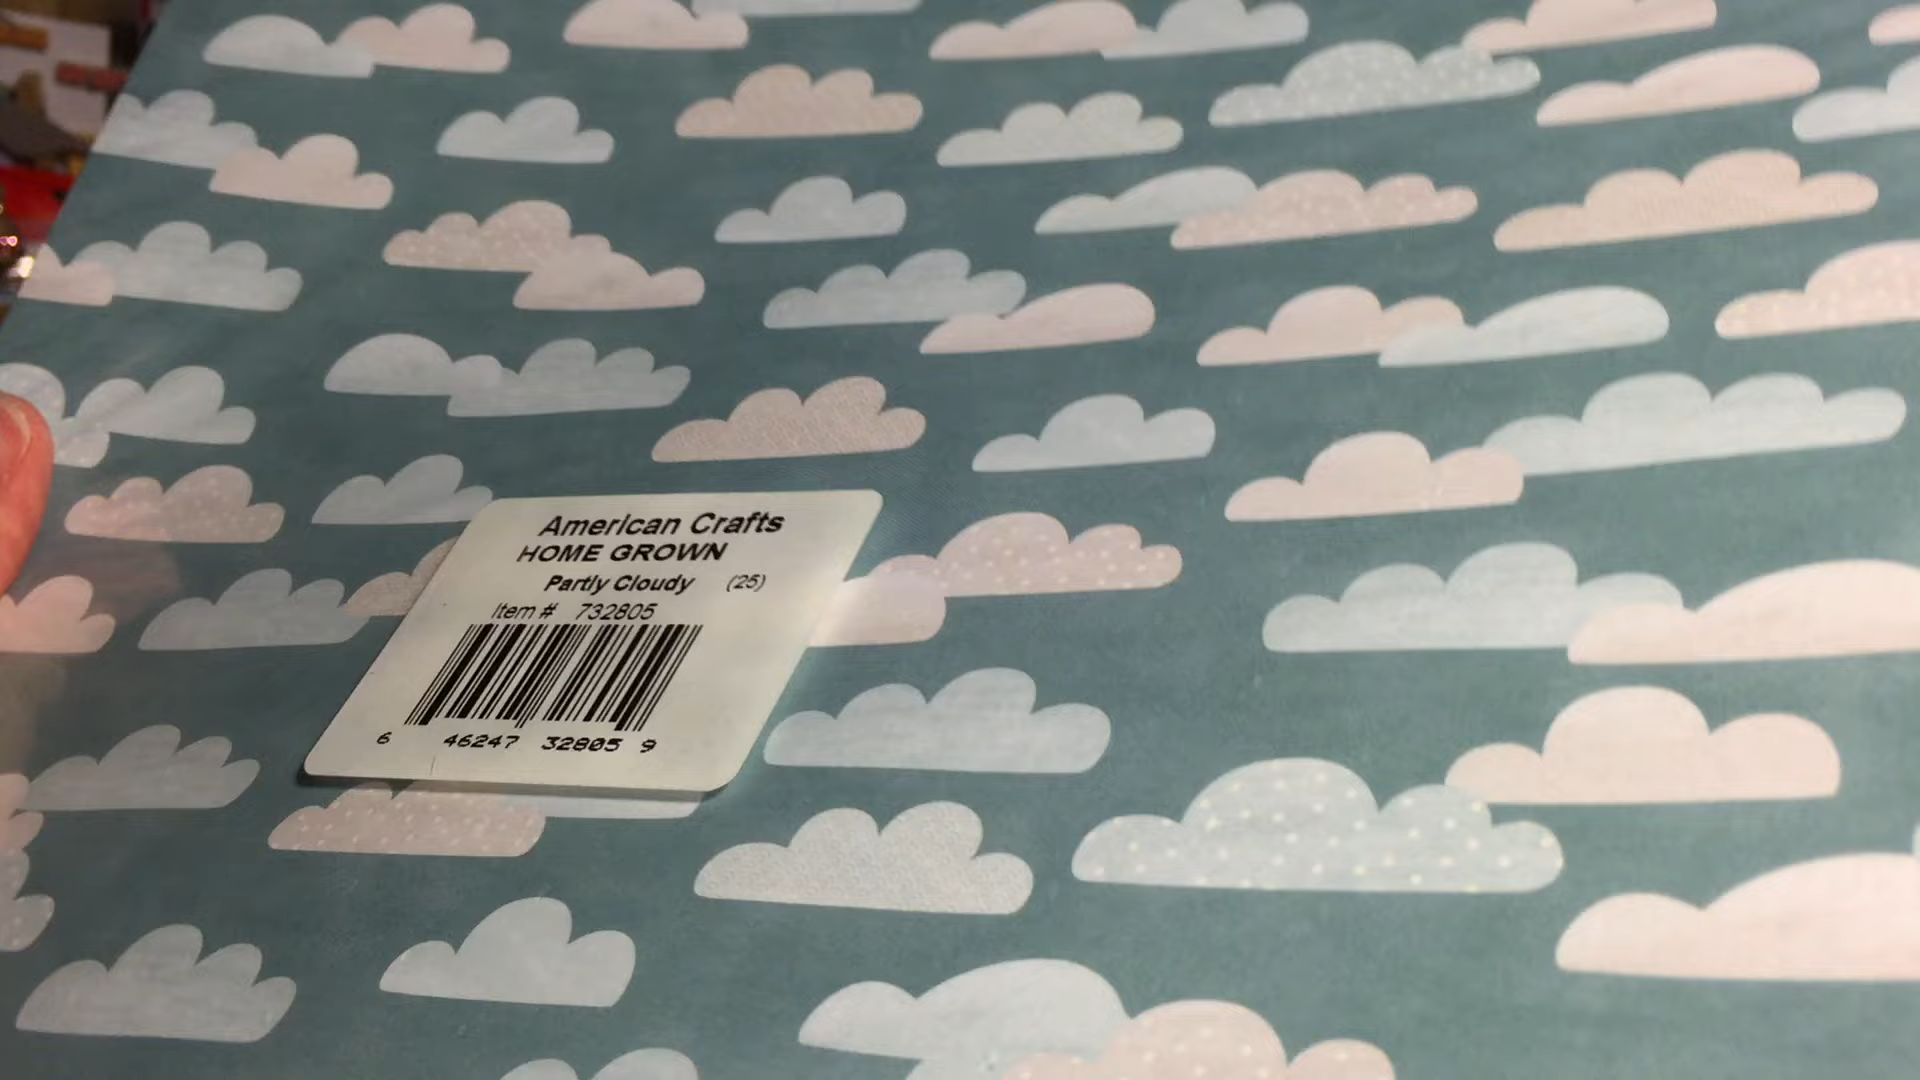 American Crafts
HOME GROWN
Partly Cloudy (25)
Item # 732805
6 46247 32805 9